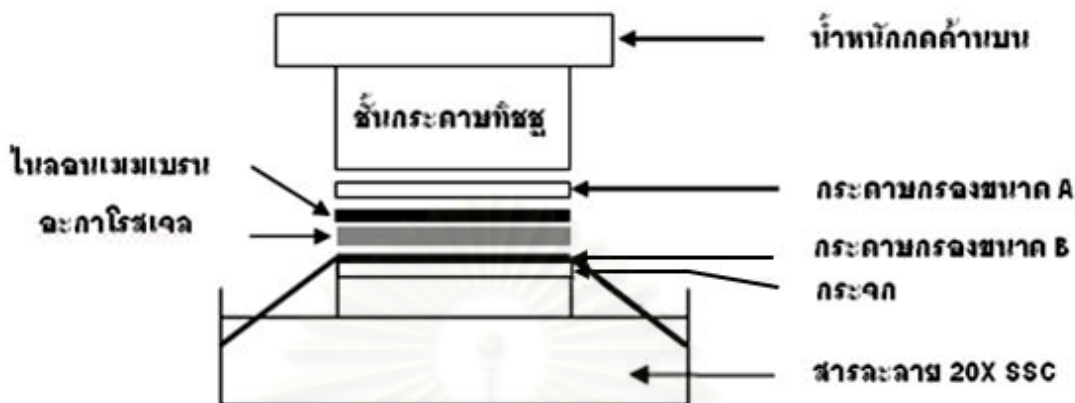 น้ำหนักกดด้านบน
ชั้นกระดาษทิชชู
ไนลอนเมมเบรน
กระดาษกรองขนาด A
อะกาโรสเจล
กระดาษกรองขนาด B
กระจก
สารละลาย 20X SSC